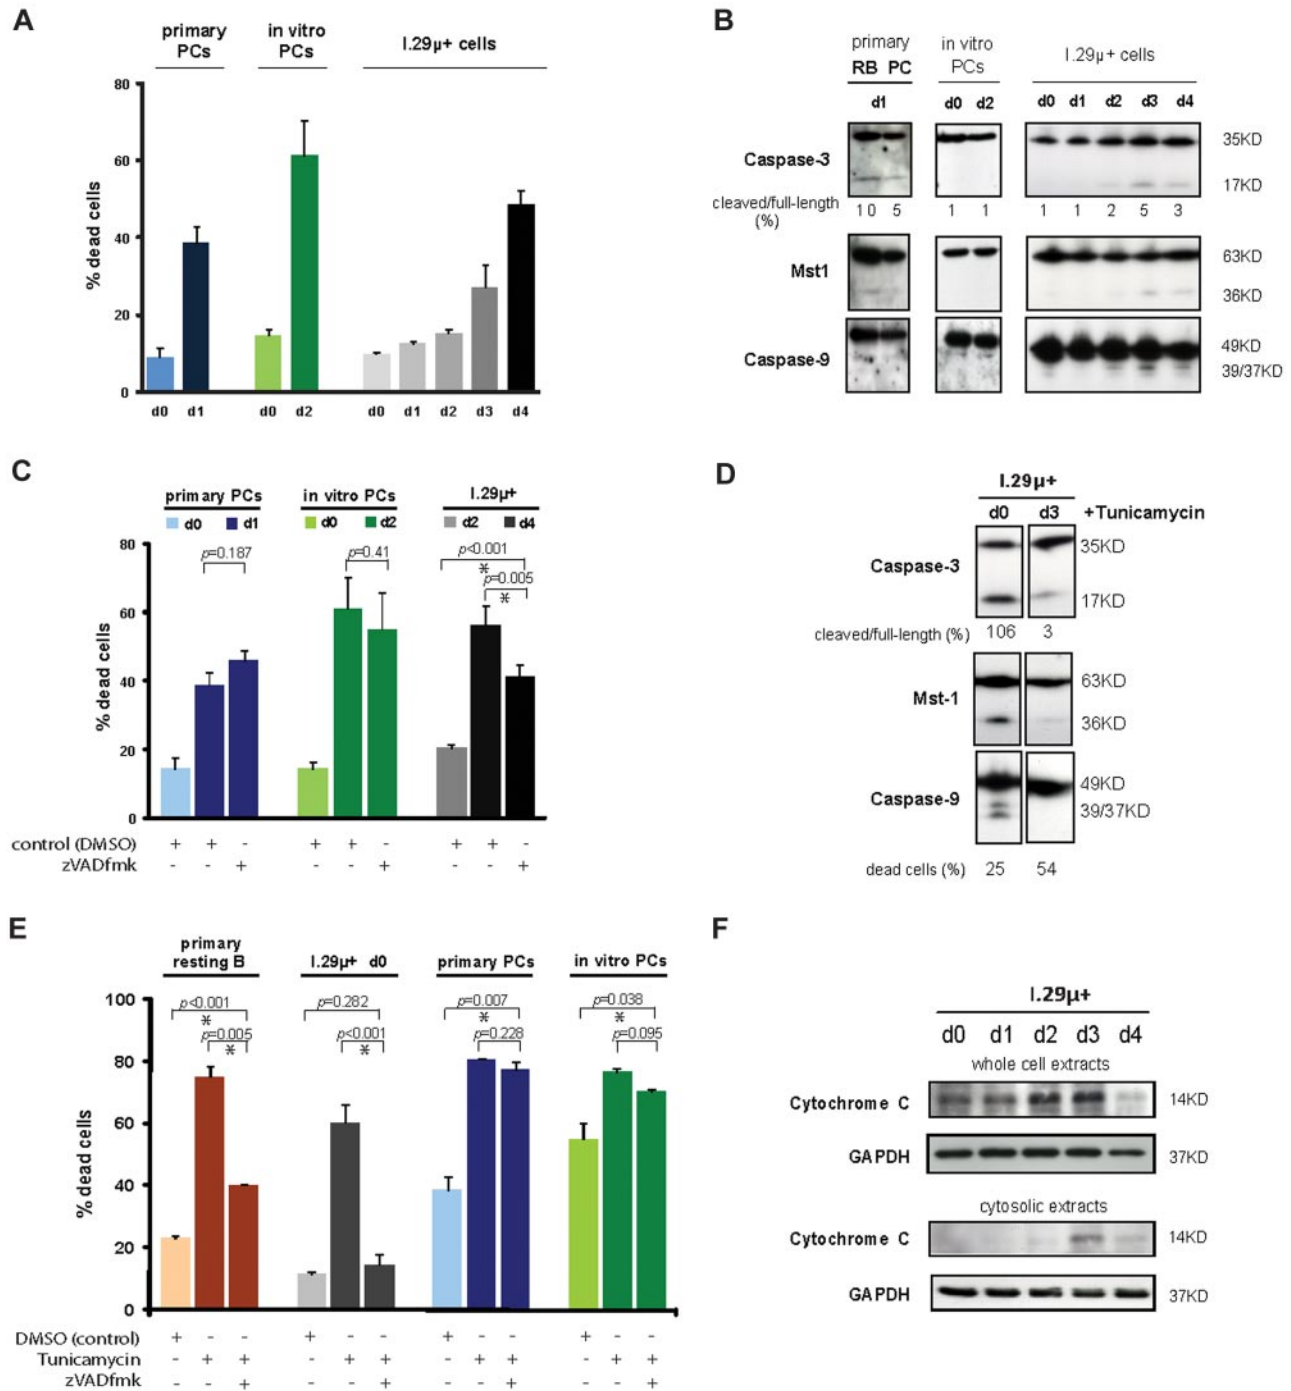 A
primary PCs
in vitro PCs
I.29µ+ cells
% dead cells
80
60
40
20
0
d0 d1 d0 d2 d0 d1 d2 d3 d4
B
primary
in vitro PCs
I.29µ+ cells
RB PC
d1 d0 d2 d0 d1 d2 d3 d4
Caspase-3
35KD
17KD
cleaved/full-length (%)
10 5 1 1 1 1 2 5 3
Mst1
63KD
36KD
Caspase-9
49KD
39/37KD
C
primary PCs
in vitro PCs
I.29µ+
d0 d1 d0 d2 d2 d4
% dead cells
80
60
40
20
0
p=0.187
p=0.41
p<0.001
*
p=0.005
*
control (DMSO) + + - + + - + + -
zVADfmk - - + - - + - - +
D
I.29µ+
d0 d3 +Tunicamycin
Caspase-3
35KD
17KD
cleaved/full-length (%) 106 3
Mst-1
63KD
36KD
Caspase-9
49KD
39/37KD
dead cells (%) 25 54
E
primary resting B
I.29µ+ d0
primary PCs
in vitro PCs
% dead cells
100
80
60
40
20
0
p<0.001
*
p=0.005
*
p=0.282
p<0.001
*
p=0.007
*
p=0.228
p=0.038
*
p=0.095
DMSO (control) + - - + - - + - - + - -
Tunicamycin - + + - + + - + + - + +
zVADfmk - - + - - + - - + - - +
F
I.29µ+
d0 d1 d2 d3 d4
whole cell extracts
Cytochrome C 14KD
GAPDH 37KD
cytosolic extracts
Cytochrome C 14KD
GAPDH 37KD